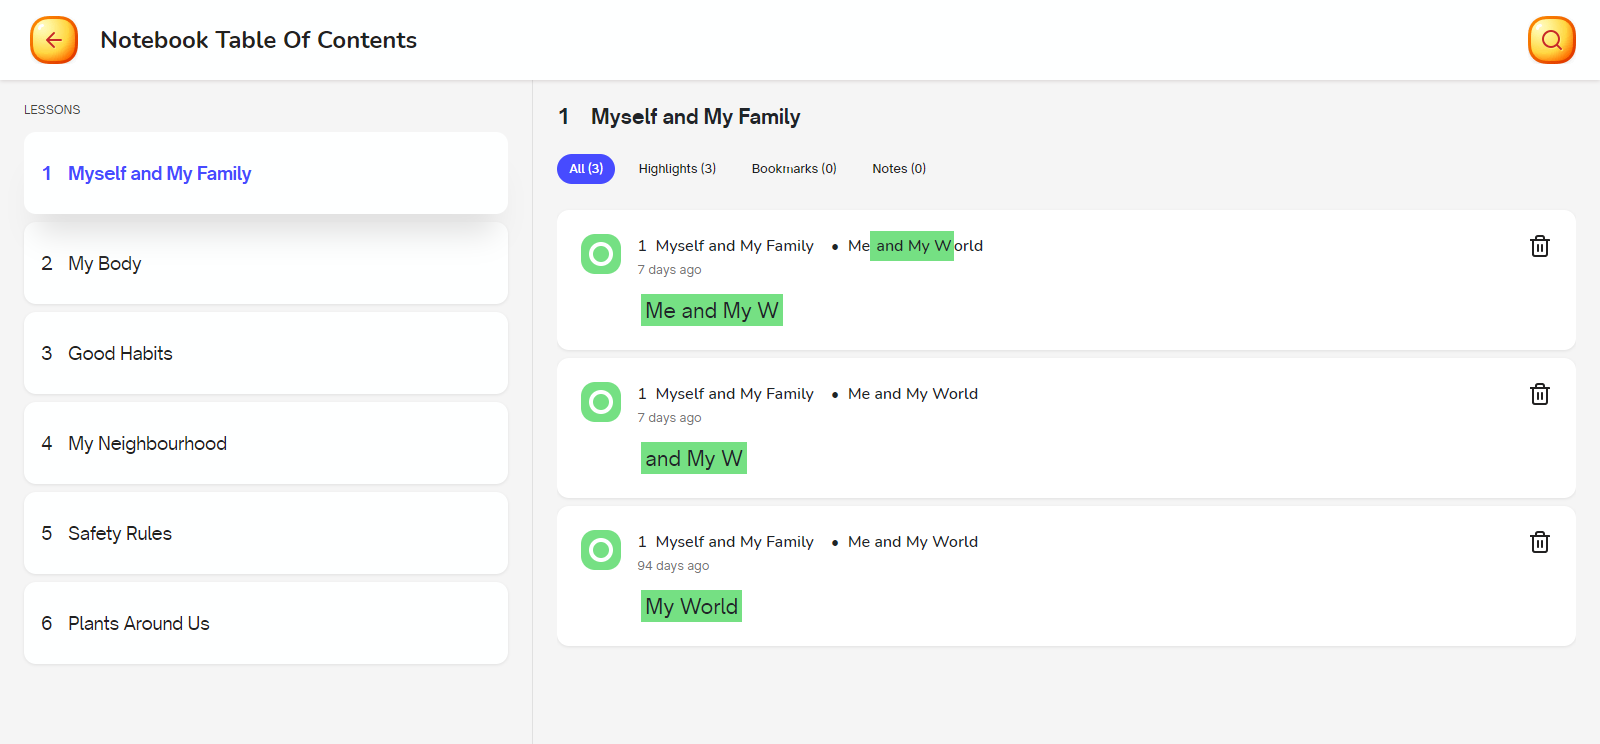 Notebook Table Of Contents
LESSONS
1 Myself and My Family
2 My Body
3 Good Habits
4 My Neighbourhood
5 Safety Rules
6 Plants Around Us
1 Myself and My Family
All (3) Highlights (3) Bookmarks (0) Notes (0)
1 Myself and My Family • Me and My World
7 days ago
Me and My W
1 Myself and My Family • Me and My World
7 days ago
and My W
1 Myself and My Family • Me and My World
94 days ago
My World